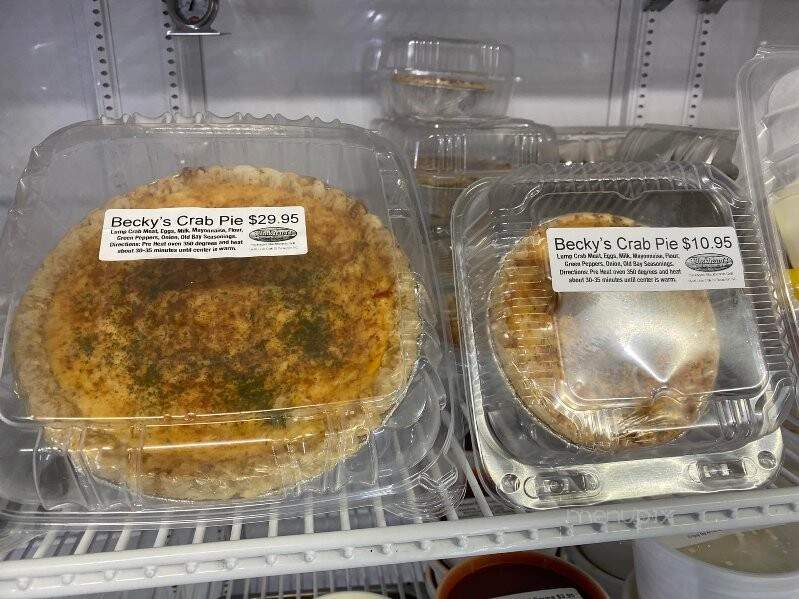 Becky's Crab Pie $29.95
Lump Crab Meat, Eggs, Milk, Mayonnaise, Flour,
Green Peppers, Onion, Old Bay Seasonings.
Directions: Pre Heat oven 350 degrees and heat
about 30-35 minutes until center is warm.
Becky's Crab Pie $10.95
Lump Crab Meat, Eggs, Milk, Mayonnaise, Flour,
Green Peppers, Onion, Old Bay Seasonings.
Directions: Pre Heat oven 350 degrees and heat
about 30-35 minutes until center is warm.
menupix